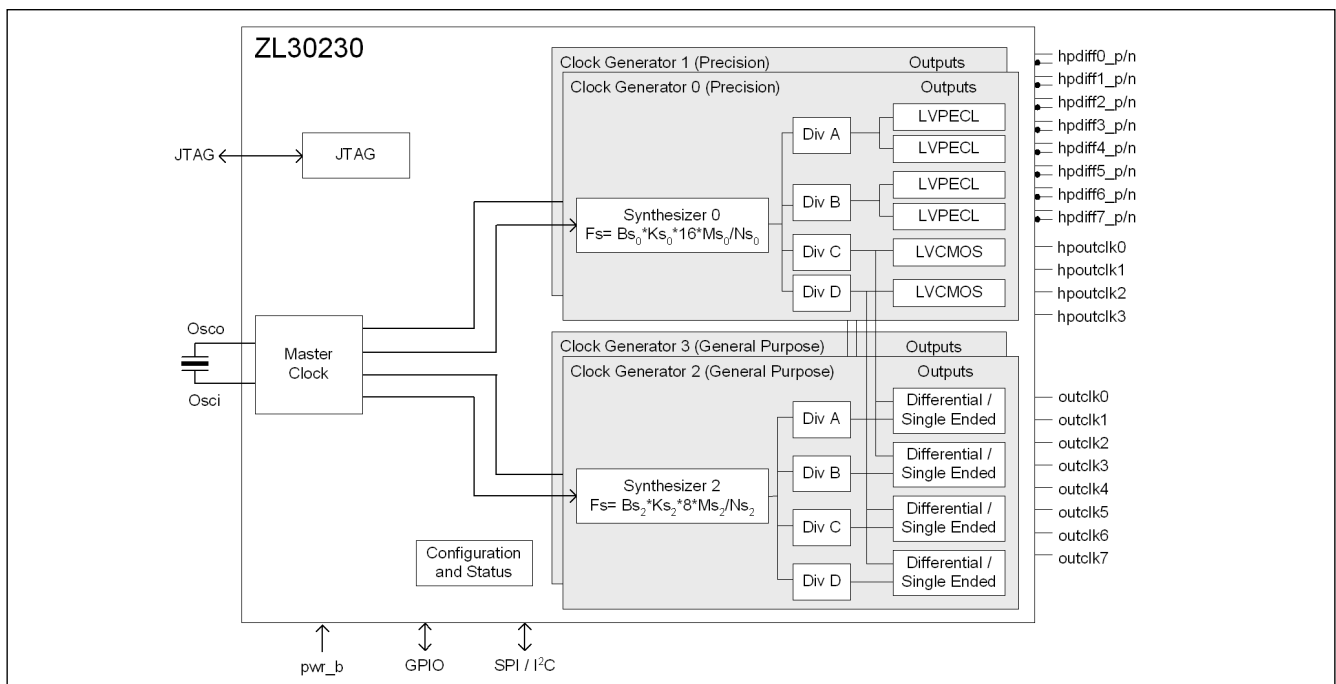 ZL30230
Clock Generator 1 (Precision)
Outputs
Clock Generator 0 (Precision)
Outputs
Div A
LVPECL
LVPECL
Div B
LVPECL
LVPECL
Synthesizer 0
Fs= Bs₀*Ks₀*16*Ms₀/Ns₀
Div C
LVCMOS
Div D
LVCMOS
JTAG
JTAG
Osco
Osci
Master
Clock
Clock Generator 3 (General Purpose)
Outputs
Clock Generator 2 (General Purpose)
Outputs
Div A
Differential /
Single Ended
Div B
Differential /
Single Ended
Synthesizer 2
Fs= Bs₂*Ks₂*8*Ms₂/Ns₂
Div C
Differential /
Single Ended
Div D
Differential /
Single Ended
Configuration
and Status
pwr_b
GPIO
SPI / I²C
hpdiff0_p/n
hpdiff1_p/n
hpdiff2_p/n
hpdiff3_p/n
hpdiff4_p/n
hpdiff5_p/n
hpdiff6_p/n
hpdiff7_p/n
hpoutclk0
hpoutclk1
hpoutclk2
hpoutclk3
outclk0
outclk1
outclk2
outclk3
outclk4
outclk5
outclk6
outclk7